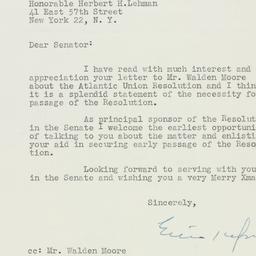 Honorable Herbert H.Lehman
41 East 57th Street
New York 22, N. Y.
Dear Senator:
I have read with much interest and
appreciation your letter to Mr. Walden Moore
about the Atlantic Union Resolution and I thin
it is a splendid statement of the necessity fo
passage of the Resolution.
As principal sponsor of the Resolut
in the Senate I welcome the earliest opportuni
of talking to you about the matter and enlisti
your aid in securing early passage of the Reso
tion.
Looking forward to serving with you
in the Senate and wishing you a very Merry Xma
Sincerely,
cc: Mr. Walden Moore